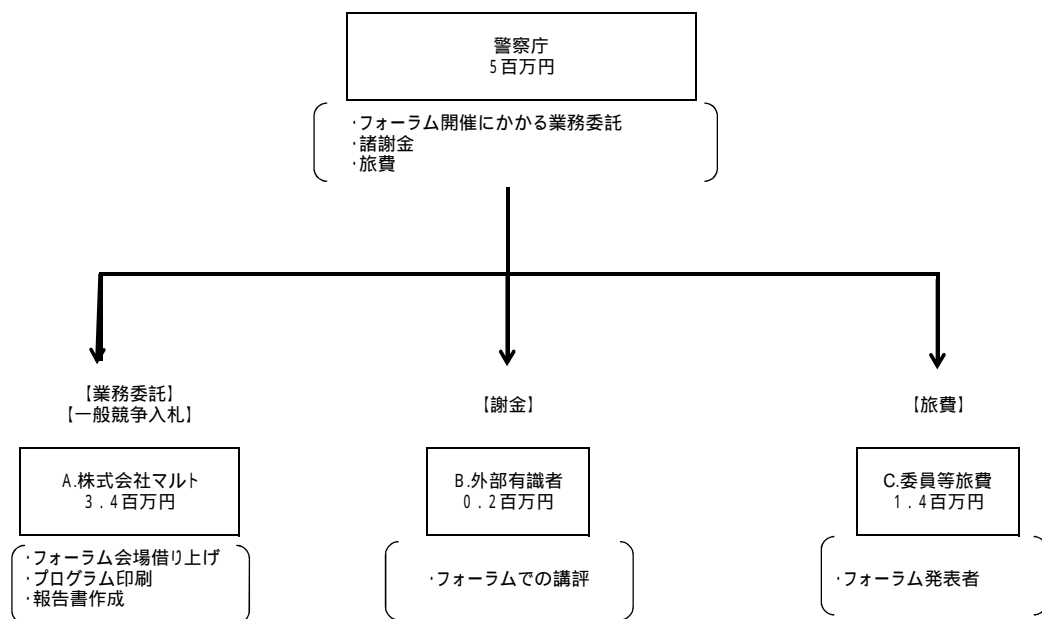 警察庁
5百万円
・フォーラム開催にかかる業務委託
・諸謝金
・旅費
【業務委託】
【一般競争入札】
【謝金】
【旅費】
A.株式会社マルト
3.4百万円
B.外部有識者
0.2百万円
C.委員等旅費
1.4百万円
・フォーラム会場借り上げ
・プログラム印刷
・報告書作成
・フォーラムでの講評
・フォーラム発表者